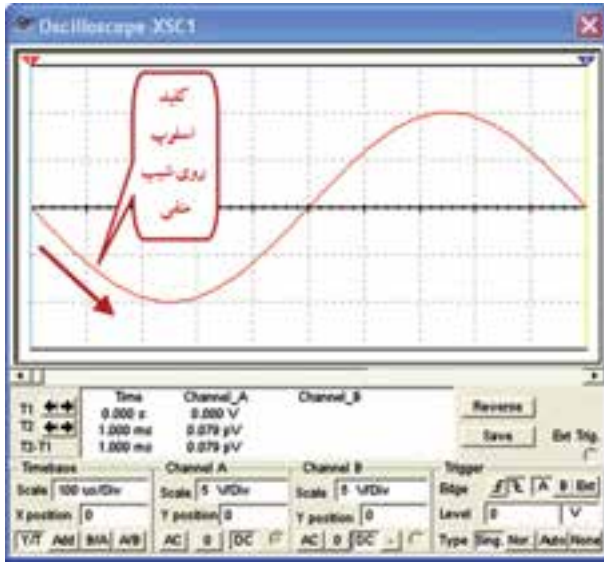 Oscilloscope-XSC1
1
2
کلید
اسلوپ
روی شیب
منفی
Time Channel_A Channel_B
T1 0.000 s 0.000 V
T2 1.000 ms 0.079 pV
T2-T1 1.000 ms 0.079 pV
Reverse
Save
Ext Trig.
Timebase Channel A Channel B Trigger
Scale 100 us/Div Scale 5 V/Div Scale 5 V/Div Edge A B Ext
X position 0 Y position 0 Y position 0 Level 0 V
Y/T Add B/A A/B AC 0 DC AC 0 DC - Type Sing. Nor. Auto None